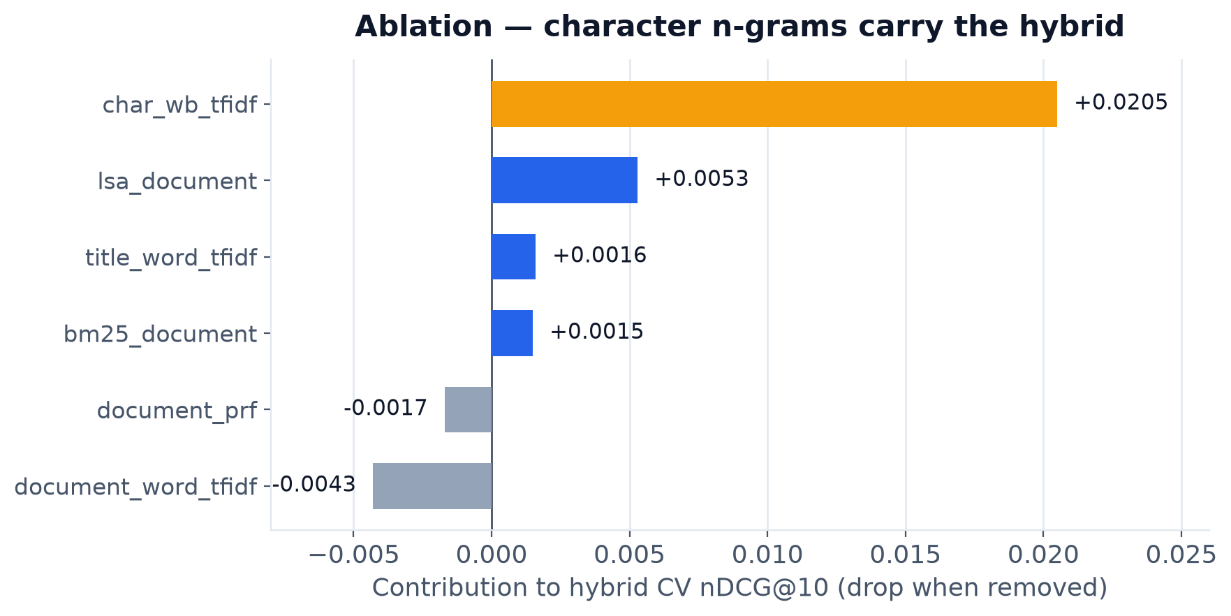 Ablation — character n-grams carry the hybrid
char_wb_tfidf
+0.0205
lsa_document
+0.0053
title_word_tfidf
+0.0016
bm25_document
+0.0015
document_prf
-0.0017
document_word_tfidf
-0.0043
−0.005 0.000 0.005 0.010 0.015 0.020 0.025
Contribution to hybrid CV nDCG@10 (drop when removed)